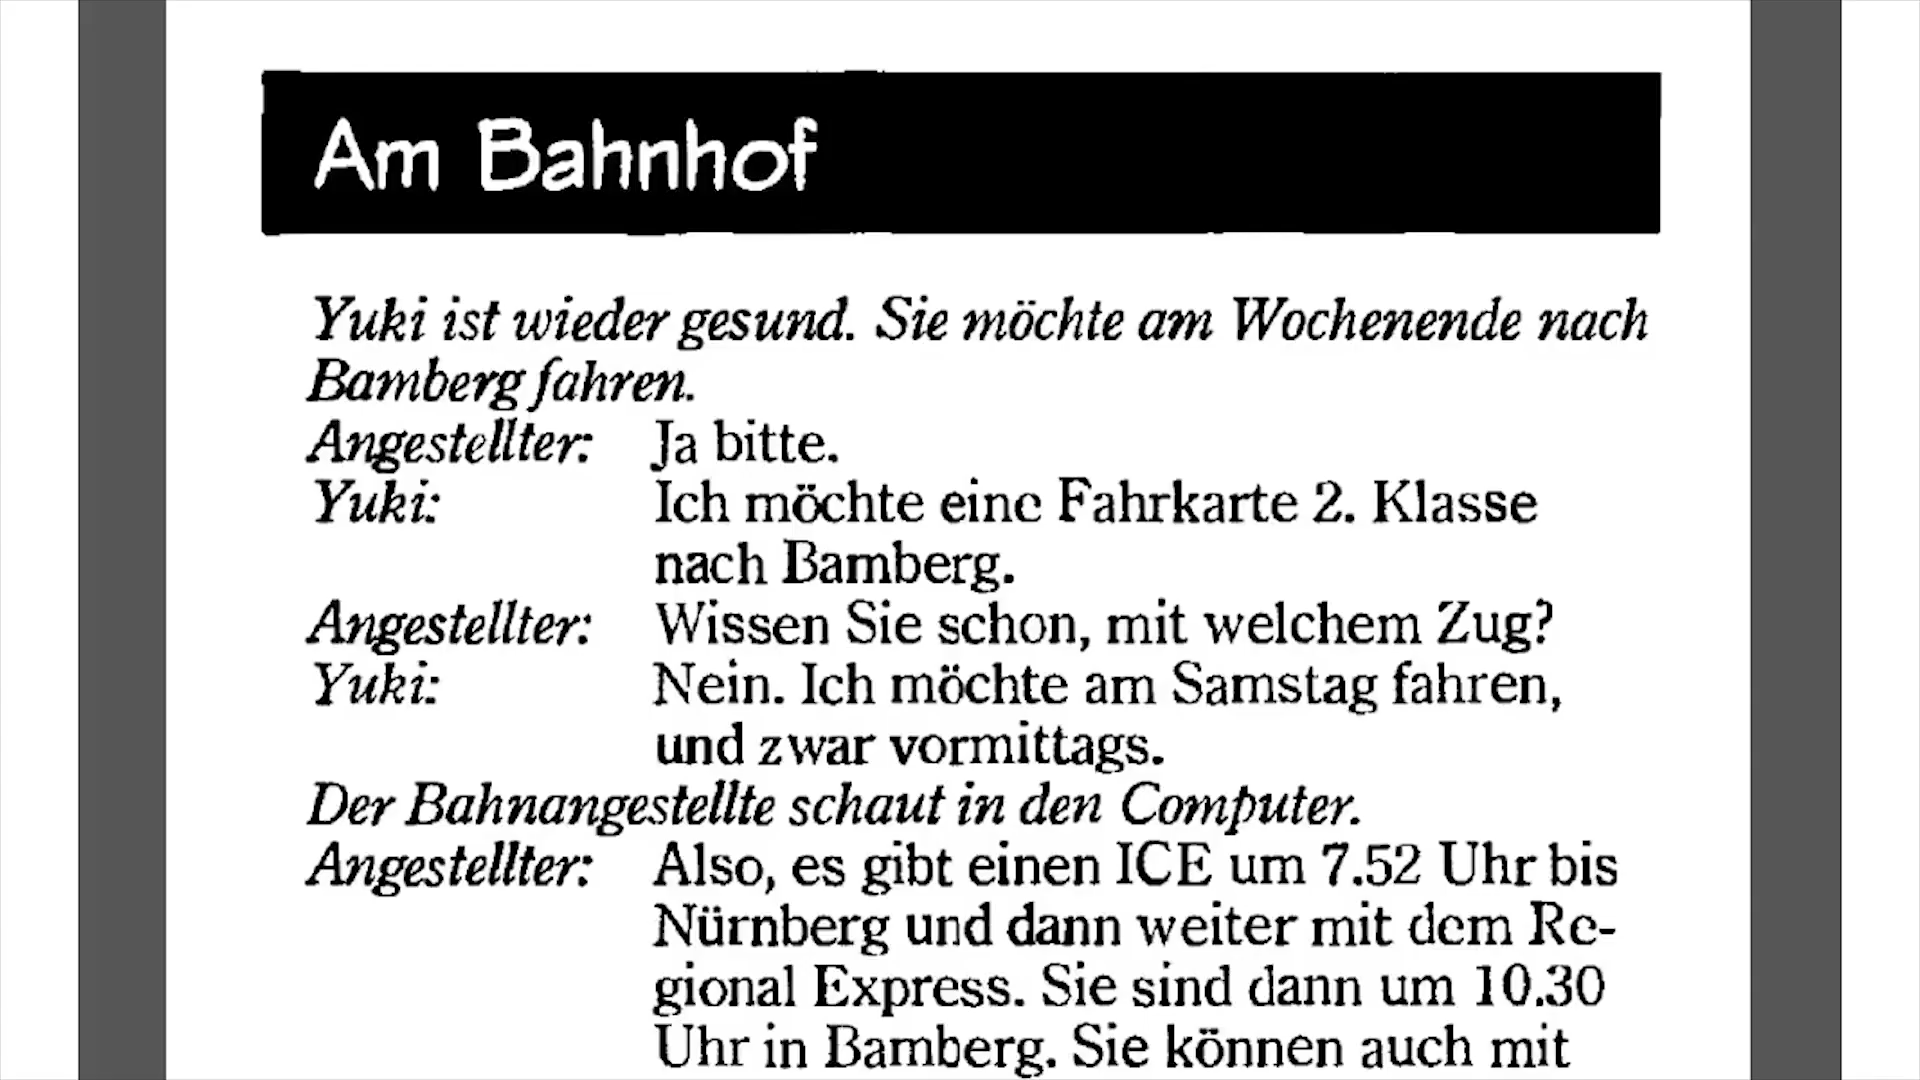 Am Bahnhof
Yuki ist wieder gesund. Sie möchte am Wochenende nach
Bamberg fahren.
Angestellter: Ja bitte.
Yuki: Ich möchte eine Fahrkarte 2. Klasse
nach Bamberg.
Angestellter: Wissen Sie schon, mit welchem Zug?
Yuki: Nein. Ich möchte am Samstag fahren,
und zwar vormittags.
Der Bahnangestellte schaut in den Computer.
Angestellter: Also, es gibt einen ICE um 7.52 Uhr bis
Nürnberg und dann weiter mit dem Re-
gional Express. Sie sind dann um 10.30
Uhr in Bamberg. Sie können auch mit